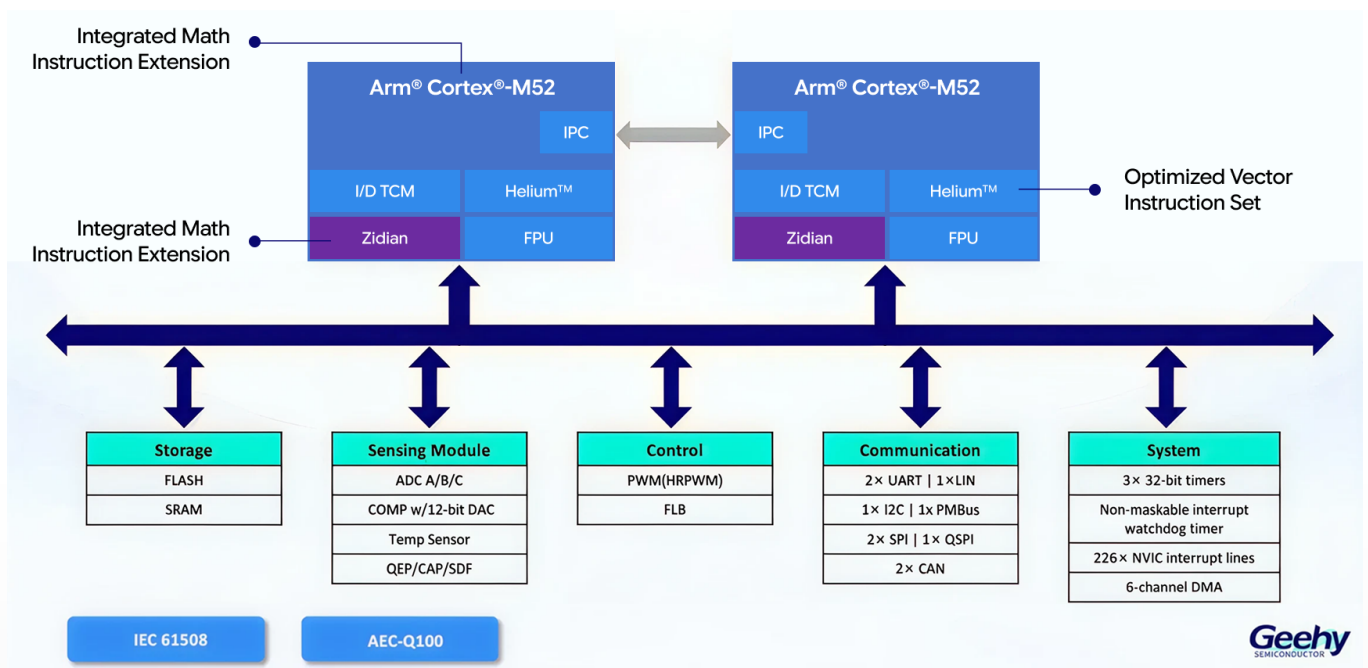 Integrated Math
Instruction Extension
Arm® Cortex®-M52
IPC
I/D TCM
Helium™
Zidian
FPU
Integrated Math
Instruction Extension
Arm® Cortex®-M52
IPC
I/D TCM
Helium™
Zidian
FPU
Optimized Vector
Instruction Set
Storage
FLASH
SRAM
Sensing Module
ADC A/B/C
COMP w/12-bit DAC
Temp Sensor
QEP/CAP/SDF
Control
PWM(HRPWM)
FLB
Communication
2× UART | 1×LIN
1× I2C | 1x PMBus
2× SPI | 1× QSPI
2× CAN
System
3× 32-bit timers
Non-maskable interrupt
watchdog timer
226× NVIC interrupt lines
6-channel DMA
IEC 61508
AEC-Q100
Geehy
SEMICONDUCTOR